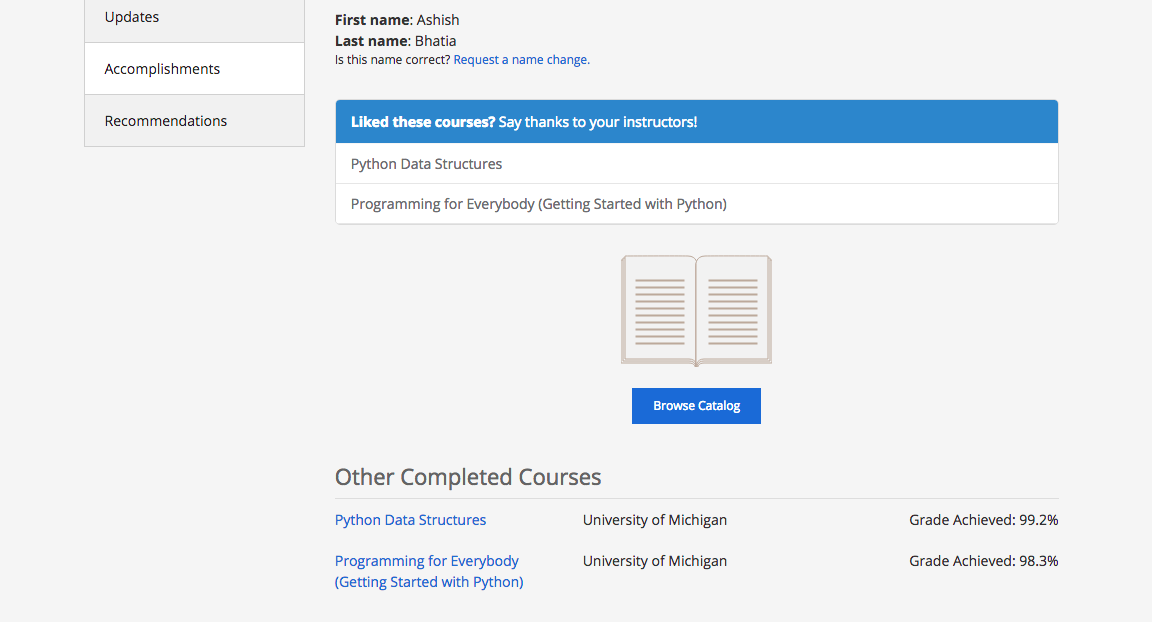 Updates
Accomplishments
Recommendations
First name: Ashish
Last name: Bhatia
Is this name correct? Request a name change.
Liked these courses? Say thanks to your instructors!
Python Data Structures
Programming for Everybody (Getting Started with Python)
Browse Catalog
Other Completed Courses
Python Data Structures University of Michigan Grade Achieved: 99.2%
Programming for Everybody University of Michigan Grade Achieved: 98.3%
(Getting Started with Python)